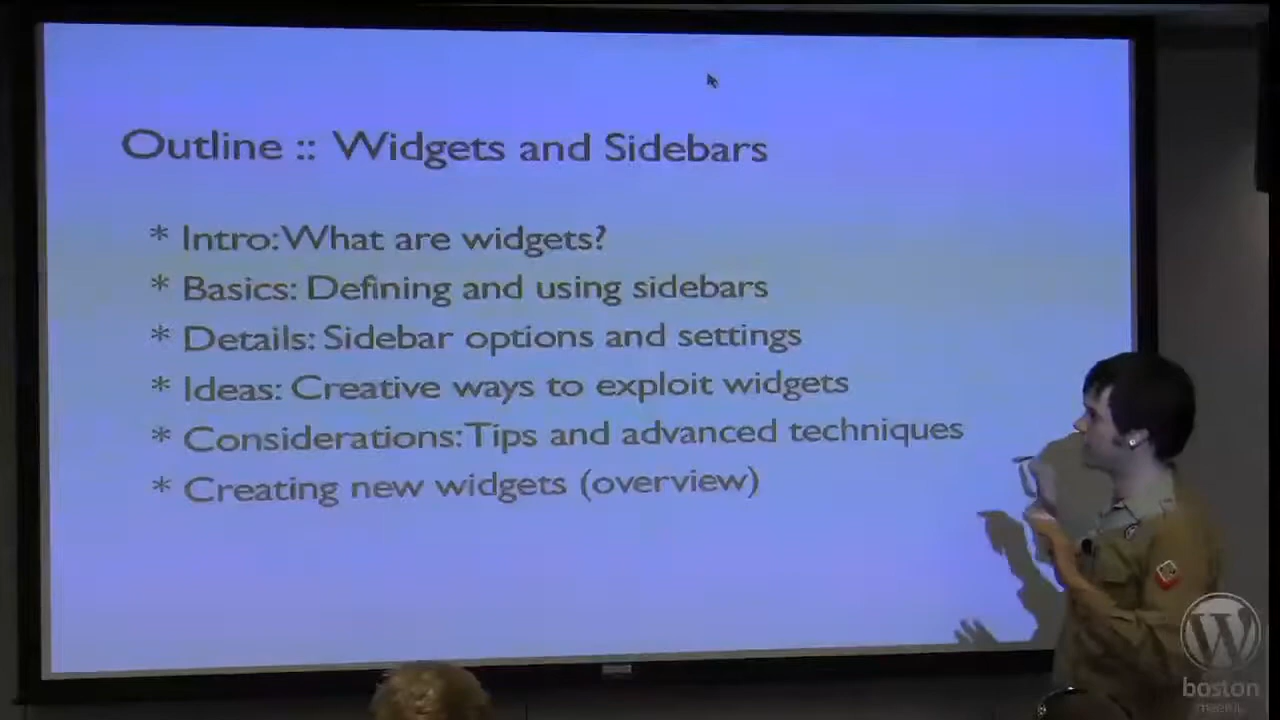 Outline :: Widgets and Sidebars
* Intro: What are widgets?
* Basics: Defining and using sidebars
* Details: Sidebar options and settings
* Ideas: Creative ways to exploit widgets
* Considerations: Tips and advanced techniques
* Creating new widgets (overview)
W
boston
meetup